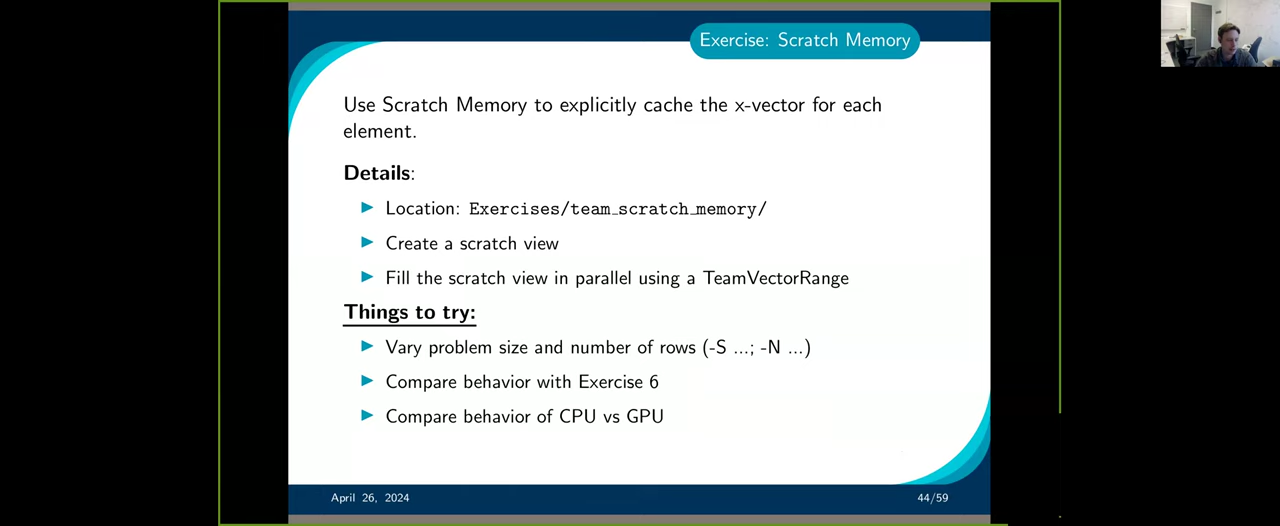 Exercise: Scratch Memory
Use Scratch Memory to explicitly cache the x-vector for each
element.
Details:
Location: Exercises/team_scratch_memory/
Create a scratch view
Fill the scratch view in parallel using a TeamVectorRange
Things to try:
Vary problem size and number of rows (-S ...; -N ...)
Compare behavior with Exercise 6
Compare behavior of CPU vs GPU
April 26, 2024
44/59